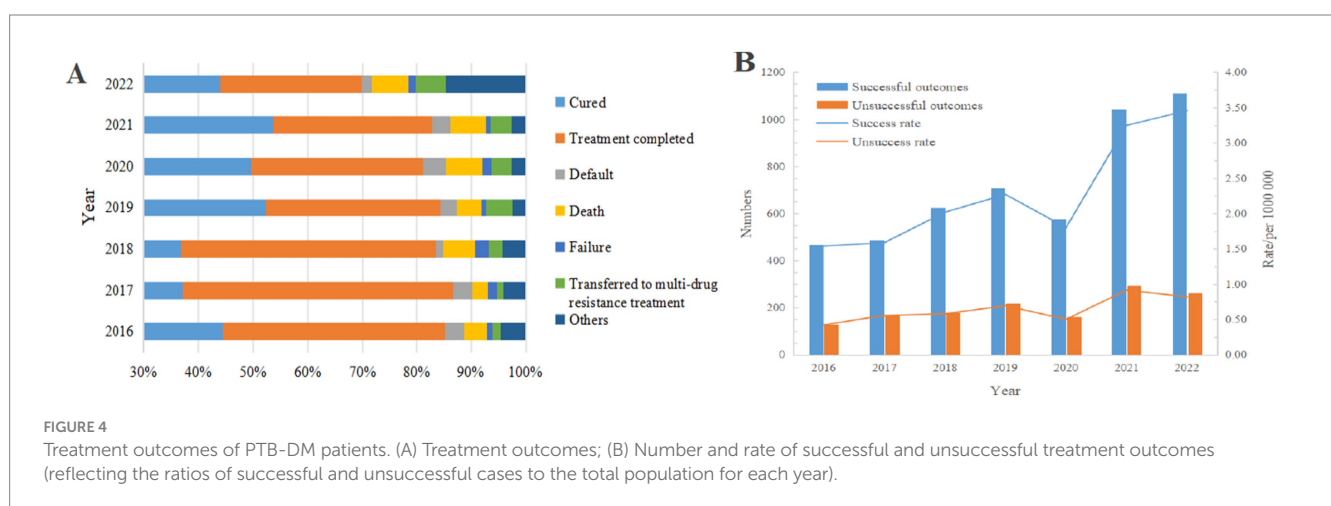 A
2022
2021
2020
2019
2018
2017
2016
Year
30% 40% 50% 60% 70% 80% 90% 100%
Cured
Treatment completed
Default
Death
Failure
Transferred to multi-drug
resistance treatment
Others
B
1200
1000
800
600
400
200
0
Numbers
Successful outcomes
Unsuccessful outcomes
Success rate
Unsuccess rate
4.00
3.50
3.00
2.50
2.00
1.50
1.00
0.50
0.00
Rate/per 1000 000
2016 2017 2018 2019 2020 2021 2022
Year
FIGURE 4
Treatment outcomes of PTB-DM patients. (A) Treatment outcomes; (B) Number and rate of successful and unsuccessful treatment outcomes
(reflecting the ratios of successful and unsuccessful cases to the total population for each year).